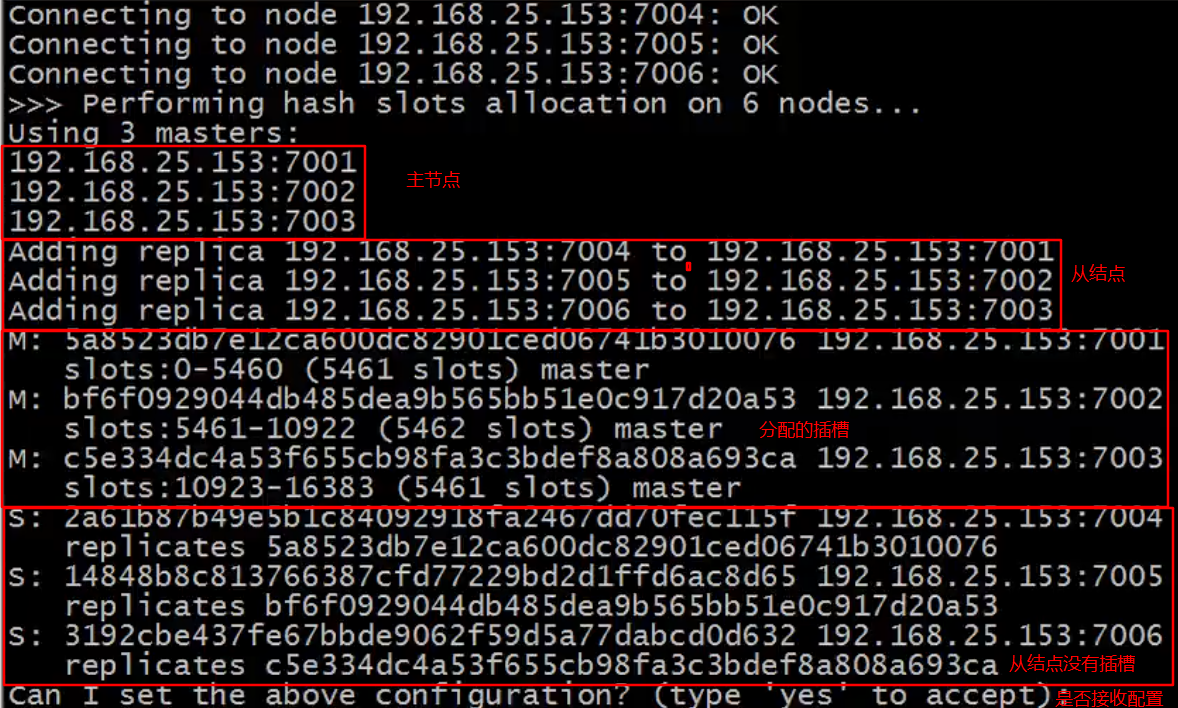 Connecting to node 192.168.25.153:7004: OK
Connecting to node 192.168.25.153:7005: OK
Connecting to node 192.168.25.153:7006: OK
>>> Performing hash slots allocation on 6 nodes...
Using 3 masters:
192.168.25.153:7001
192.168.25.153:7002
192.168.25.153:7003
主节点
Adding replica 192.168.25.153:7004 to 192.168.25.153:7001
Adding replica 192.168.25.153:7005 to 192.168.25.153:7002
Adding replica 192.168.25.153:7006 to 192.168.25.153:7003
从结点
M: 5a8523db7e12ca600dc82901ced06741b3010076 192.168.25.153:7001
slots:0-5460 (5461 slots) master
M: bf6f0929044db485dea9b565bb51e0c917d20a53 192.168.25.153:7002
slots:5461-10922 (5462 slots) master
分配的插槽
M: c5e334dc4a53f655cb98fa3c3bdef8a808a693ca 192.168.25.153:7003
slots:10923-16383 (5461 slots) master
S: 2a61b87b49e5b1c84092918fa2467dd70fec115f 192.168.25.153:7004
replicates 5a8523db7e12ca600dc82901ced06741b3010076
S: 14848b8c813766387cfd77229bd2d1ffd6ac8d65 192.168.25.153:7005
replicates bf6f0929044db485dea9b565bb51e0c917d20a53
S: 3192cbe437fe67bbde9062f59d5a77dabcd0d632 192.168.25.153:7006
replicates c5e334dc4a53f655cb98fa3c3bdef8a808a693ca
从结点没有插槽
Can I set the above configuration? (type 'yes' to accept):
是否接收配置